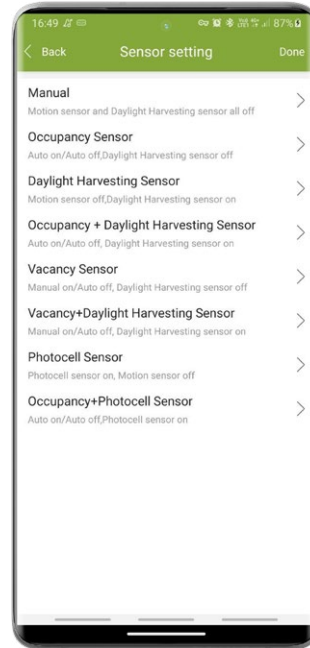 16:49
87%
Back
Sensor setting
Done
Manual
Motion sensor and Daylight Harvesting sensor all off
Occupancy Sensor
Auto on/Auto off,Daylight Harvesting sensor off
Daylight Harvesting Sensor
Motion sensor off,Daylight Harvesting sensor on
Occupancy + Daylight Harvesting Sensor
Auto on/Auto off, Daylight Harvesting sensor on
Vacancy Sensor
Manual on/Auto off, Daylight Harvesting sensor off
Vacancy+Daylight Harvesting Sensor
Manual on/Auto off, Daylight Harvesting sensor on
Photocell Sensor
Photocell sensor on, Motion sensor off
Occupancy+Photocell Sensor
Auto on/Auto off,Photocell sensor on